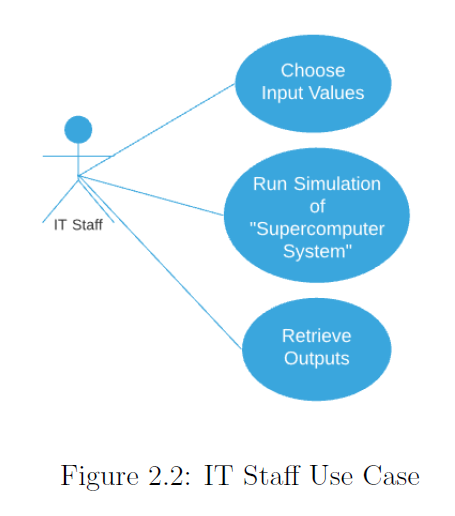 Choose
Input Values
Run Simulation
of
"Supercomputer
System"
IT Staff
Retrieve
Outputs
Figure 2.2: IT Staff Use Case